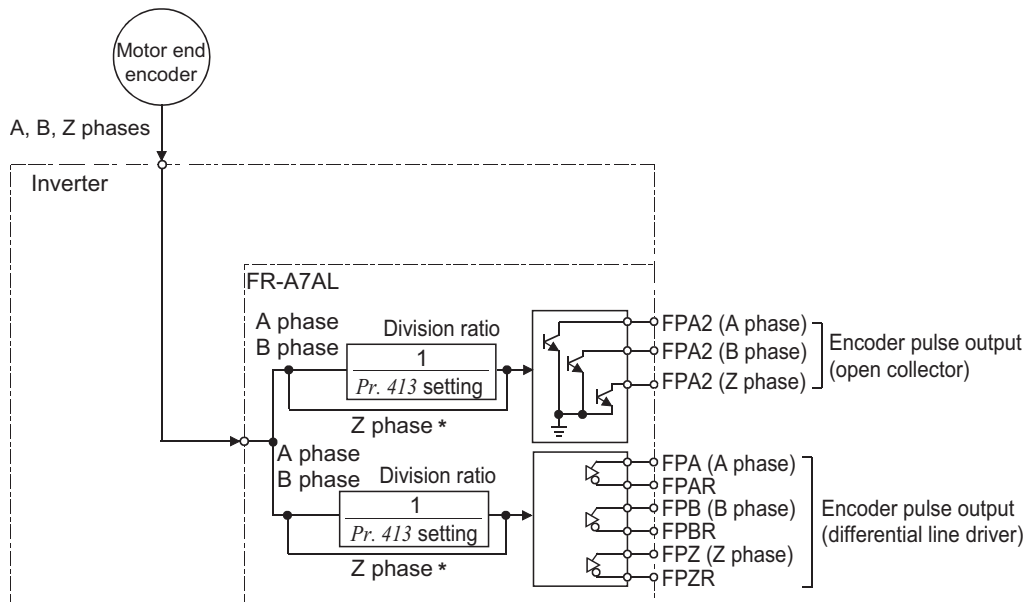 Motor end
encoder
A, B, Z phases
Inverter
FR-A7AL
A phase
B phase
Division ratio
1
Pr. 413 setting
Z phase *
FPA2 (A phase)
FPA2 (B phase)
FPA2 (Z phase)
Encoder pulse output
(open collector)
A phase
B phase
Division ratio
1
Pr. 413 setting
Z phase *
FPA (A phase)
FPAR
FPB (B phase)
FPBR
FPZ (Z phase)
FPZR
Encoder pulse output
(differential line driver)